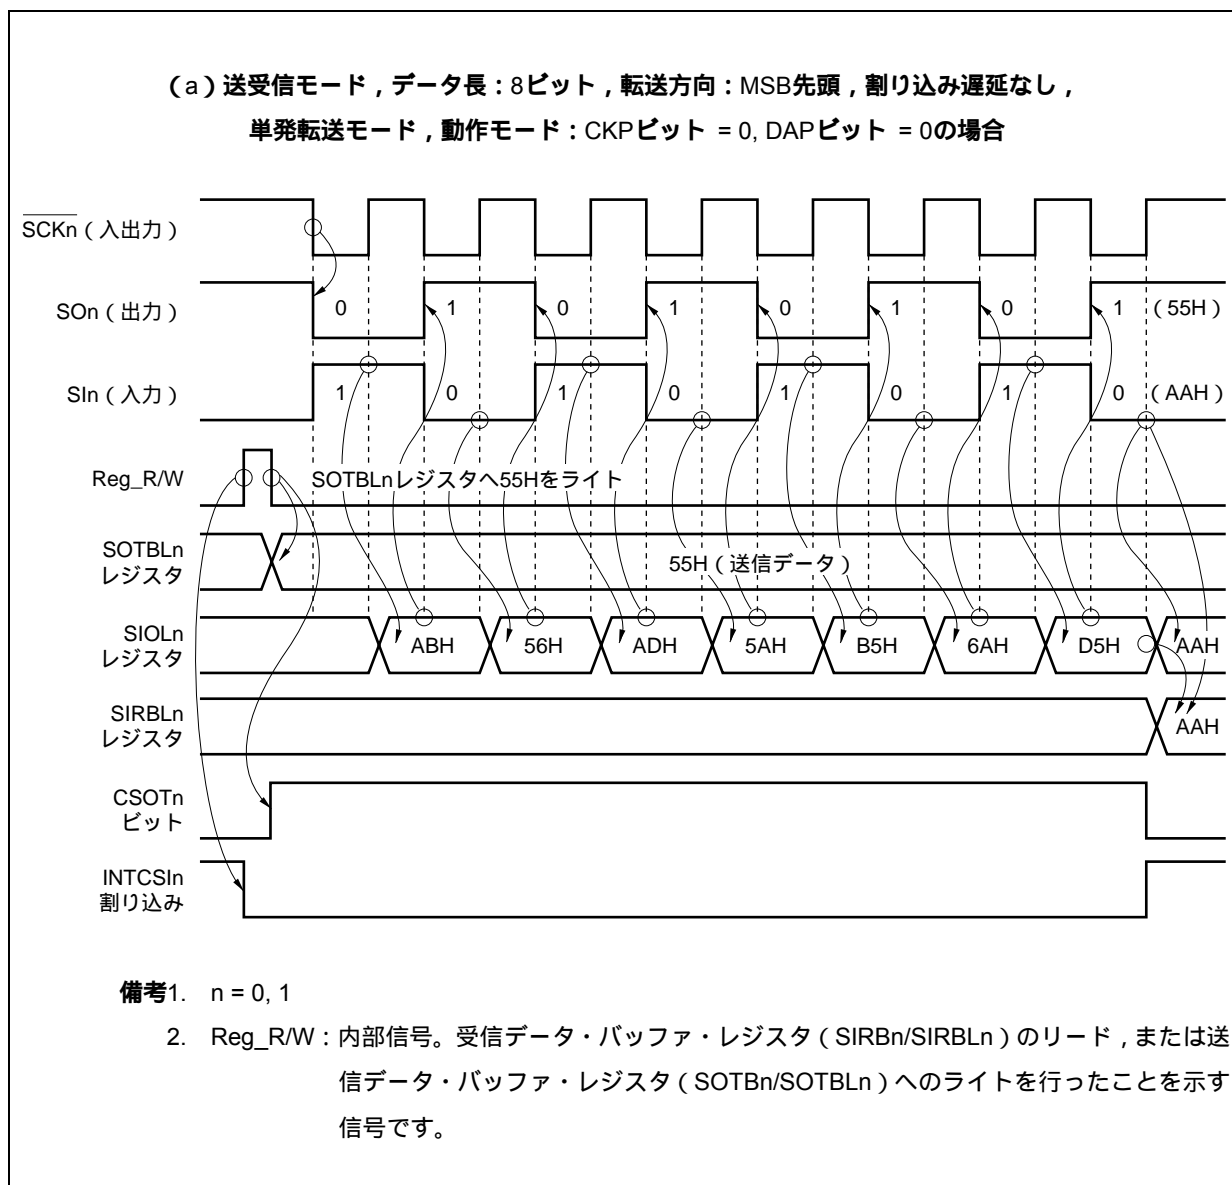 （a）送受信モード，データ長：8ビット，転送方向：MSB先頭，割り込み遅延なし，
単発転送モード，動作モード：CKPビット = 0, DAPビット = 0の場合
SCKn（入出力）
SOn（出力） 0 1 0 1 0 1 0 1 （55H）
SIn（入力） 1 0 1 0 1 0 1 0 （AAH）
Reg_R/W SOTBLnレジスタへ55Hをライト
SOTBLn
レジスタ
55H（送信データ）
SIOLn
レジスタ
ABH 56H ADH 5AH B5H 6AH D5H AAH
SIRBLn
レジスタ
AAH
CSOTn
ビット
INTCSIn
割り込み
備考1. n = 0, 1
2. Reg_R/W：内部信号。受信データ・バッファ・レジスタ（SIRBn/SIRBLn）のリード，または送
信データ・バッファ・レジスタ（SOTBn/SOTBLn）へのライトを行ったことを示す
信号です。